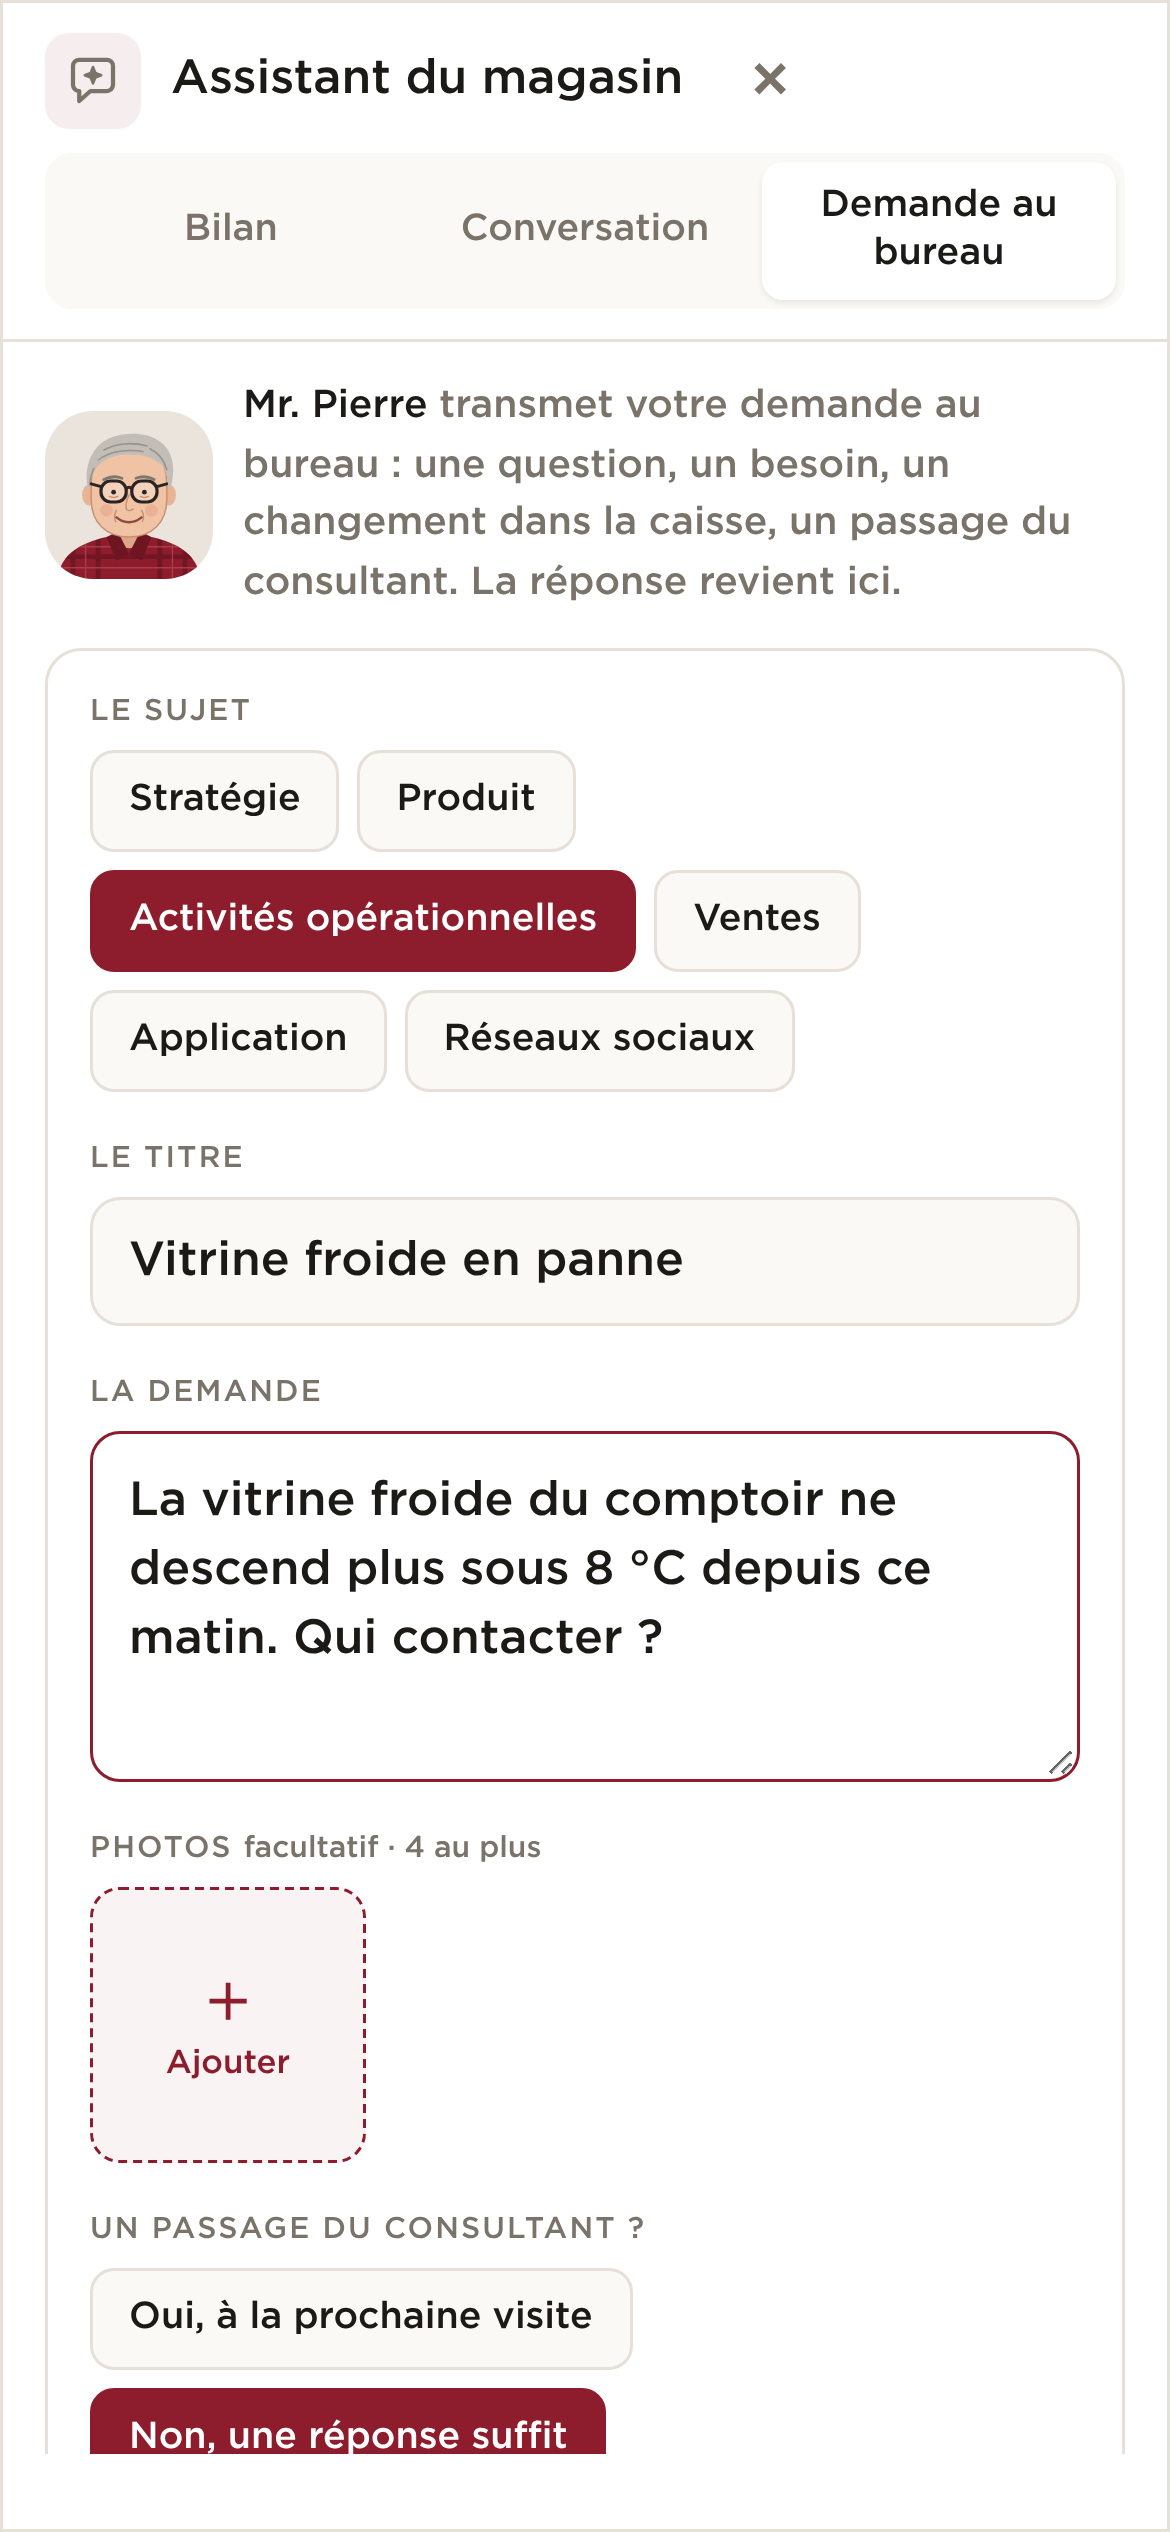 Assistant du magasin
Bilan
Conversation
Demande au
bureau
Mr. Pierre transmet votre demande au
bureau : une question, un besoin, un
changement dans la caisse, un passage du
consultant. La réponse revient ici.
LE SUJET
Stratégie
Produit
Activités opérationnelles
Ventes
Application
Réseaux sociaux
LE TITRE
Vitrine froide en panne
LA DEMANDE
La vitrine froide du comptoir ne
descend plus sous 8 °C depuis ce
matin. Qui contacter ?
PHOTOS facultatif · 4 au plus
+
Ajouter
UN PASSAGE DU CONSULTANT ?
Oui, à la prochaine visite
Non, une réponse suffit